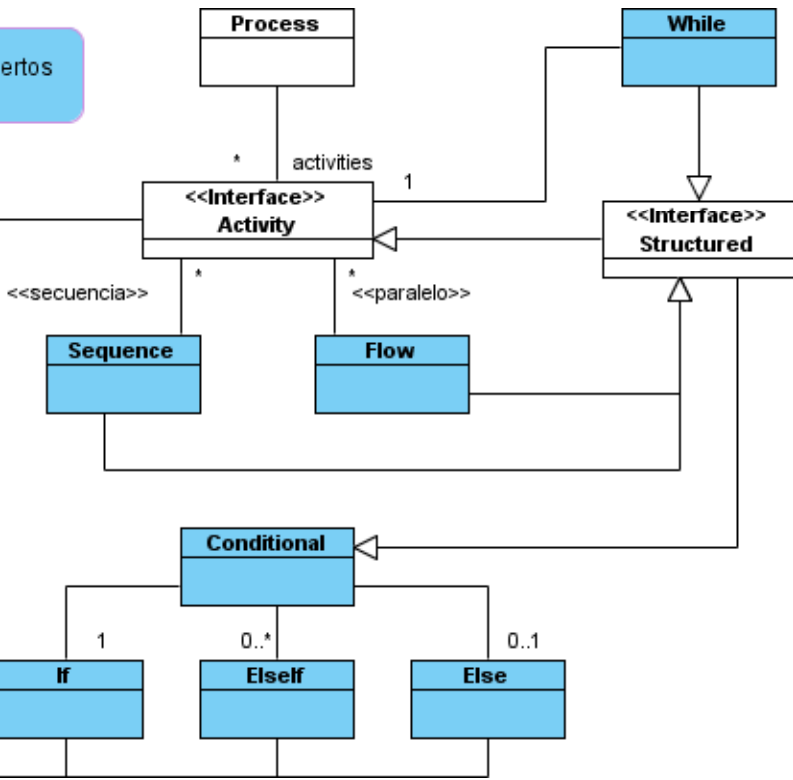 Process
While
activities
*
1
<<Interface>>
Activity
<<Interface>>
Structured
*
*
<<secuencia>>
<<paralelo>>
Sequence
Flow
Conditional
1
0..*
0..1
If
ElseIf
Else